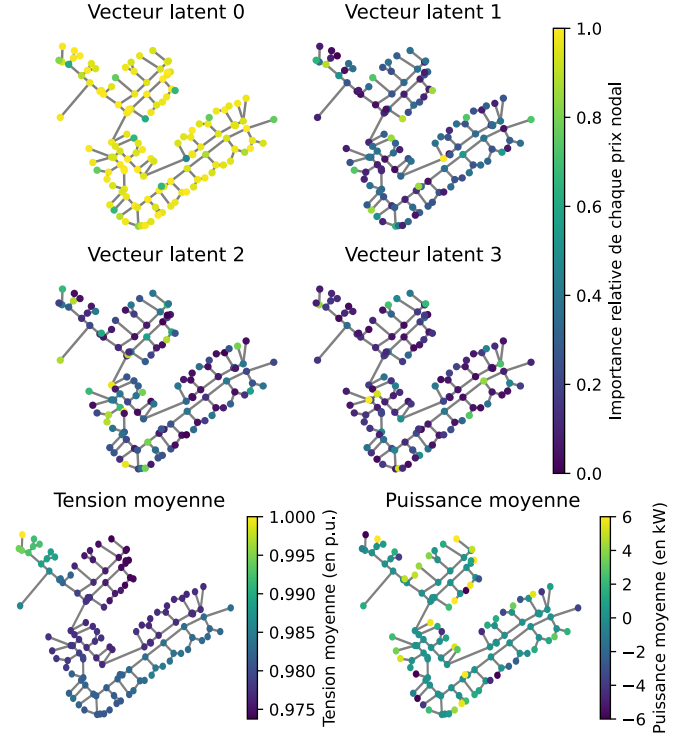 Vecteur latent 0
Vecteur latent 1
1.0
0.8
0.6
0.4
0.2
0.0
Importance relative de chaque prix nodal
Vecteur latent 2
Vecteur latent 3
Tension moyenne
1.000
0.995
0.990
0.985
0.980
0.975
Tension moyenne (en p.u.)
Puissance moyenne
6
4
2
0
−2
−4
−6
Puissance moyenne (en kW)